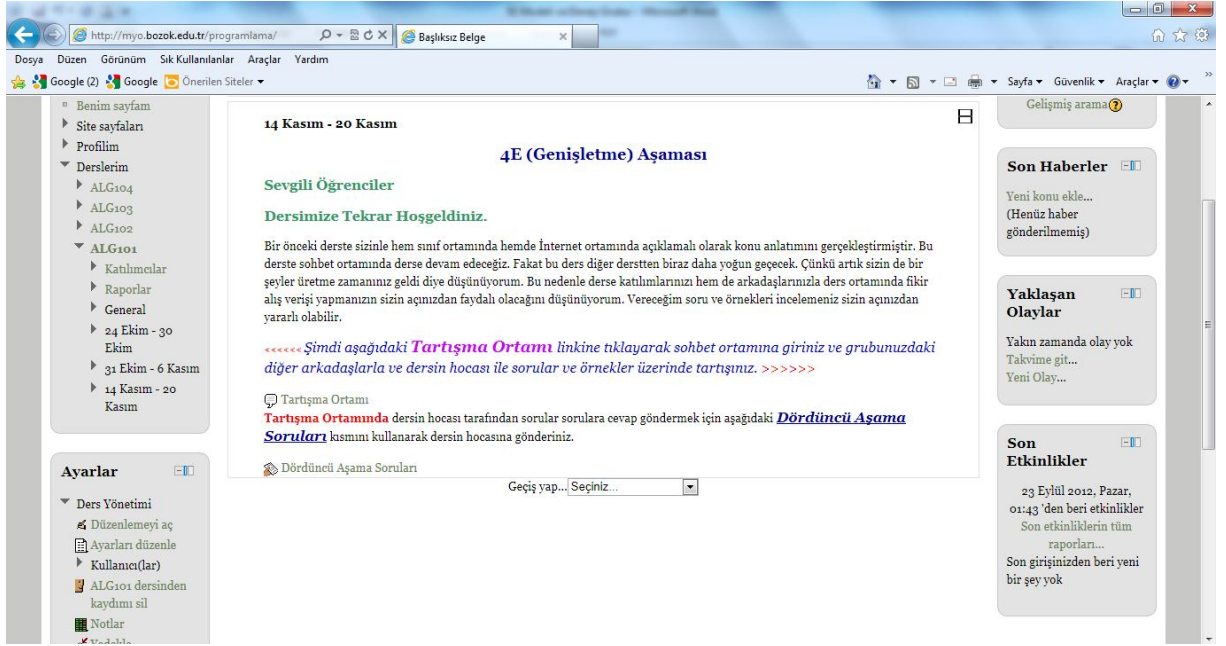 http://myo.bozok.edu.tr/programlama/
Başlıksız Belge
Dosya Düzen Görünüm Sık Kullanılanlar Araçlar Yardım
Google (2) Google Önerilen Siteler
Sayfa Güvenlik Araçlar
Benim sayfam
Site sayfaları
Profilim
Derslerim
ALG104
ALG103
ALG102
ALG101
Katılımcılar
Raporlar
General
24 Ekim - 30
Ekim
31 Ekim - 6 Kasım
14 Kasım - 20
Kasım
Ayarlar
Ders Yönetimi
Düzenlemeyi aç
Ayarları düzenle
Kullanıcı(lar)
ALG101 dersinden
kaydımı sil
Notlar
14 Kasım - 20 Kasım
4E (Genişletme) Aşaması
Sevgili Öğrenciler
Dersimize Tekrar Hoşgeldiniz.
Bir önceki derste sizinle hem sınıf ortamında hemde İnternet ortamında açıklamalı olarak konu anlatımını gerçekleştirmiştir. Bu
derste sohbet ortamında derse devam edeceğiz. Fakat bu ders diğer derstten biraz daha yoğun geçecek. Çünkü artık sizin de bir
şeyler üretme zamanınız geldi diye düşünüyorum. Bu nedenle derse katılımlarınızı hem de arkadaşlarınızla ders ortamında fikir
alış verişi yapmanızın sizin açınızdan faydalı olacağını düşünüyorum. Vereceğim soru ve örnekleri incelemeniz sizin açınızdan
yararlı olabilir.
<<<<<< Şimdi aşağıdaki Tartışma Ortamı linkine tıklayarak sohbet ortamına giriniz ve grubunuzdaki
diğer arkadaşlarla ve dersin hocası ile sorular ve örnekler üzerinde tartışınız. >>>>>>
Tartışma Ortamı
Tartışma Ortamında dersin hocası tarafından sorular sorulara cevap göndermek için aşağıdaki Dördüncü Aşama
Soruları kısmını kullanarak dersin hocasına gönderiniz.
Dördüncü Aşama Soruları
Geçiş yap... Seçiniz...
Gelişmiş arama
Son Haberler
Yeni konu ekle...
(Henüz haber
gönderilmemiş)
Yaklaşan
Olaylar
Yakın zamanda olay yok
Takvime git...
Yeni Olay...
Son
Etkinlikler
23 Eylül 2012, Pazar,
01:43 'den beri etkinlikler
Son etkinliklerin tüm
raporları...
Son girişinizden beri yeni
bir şey yok